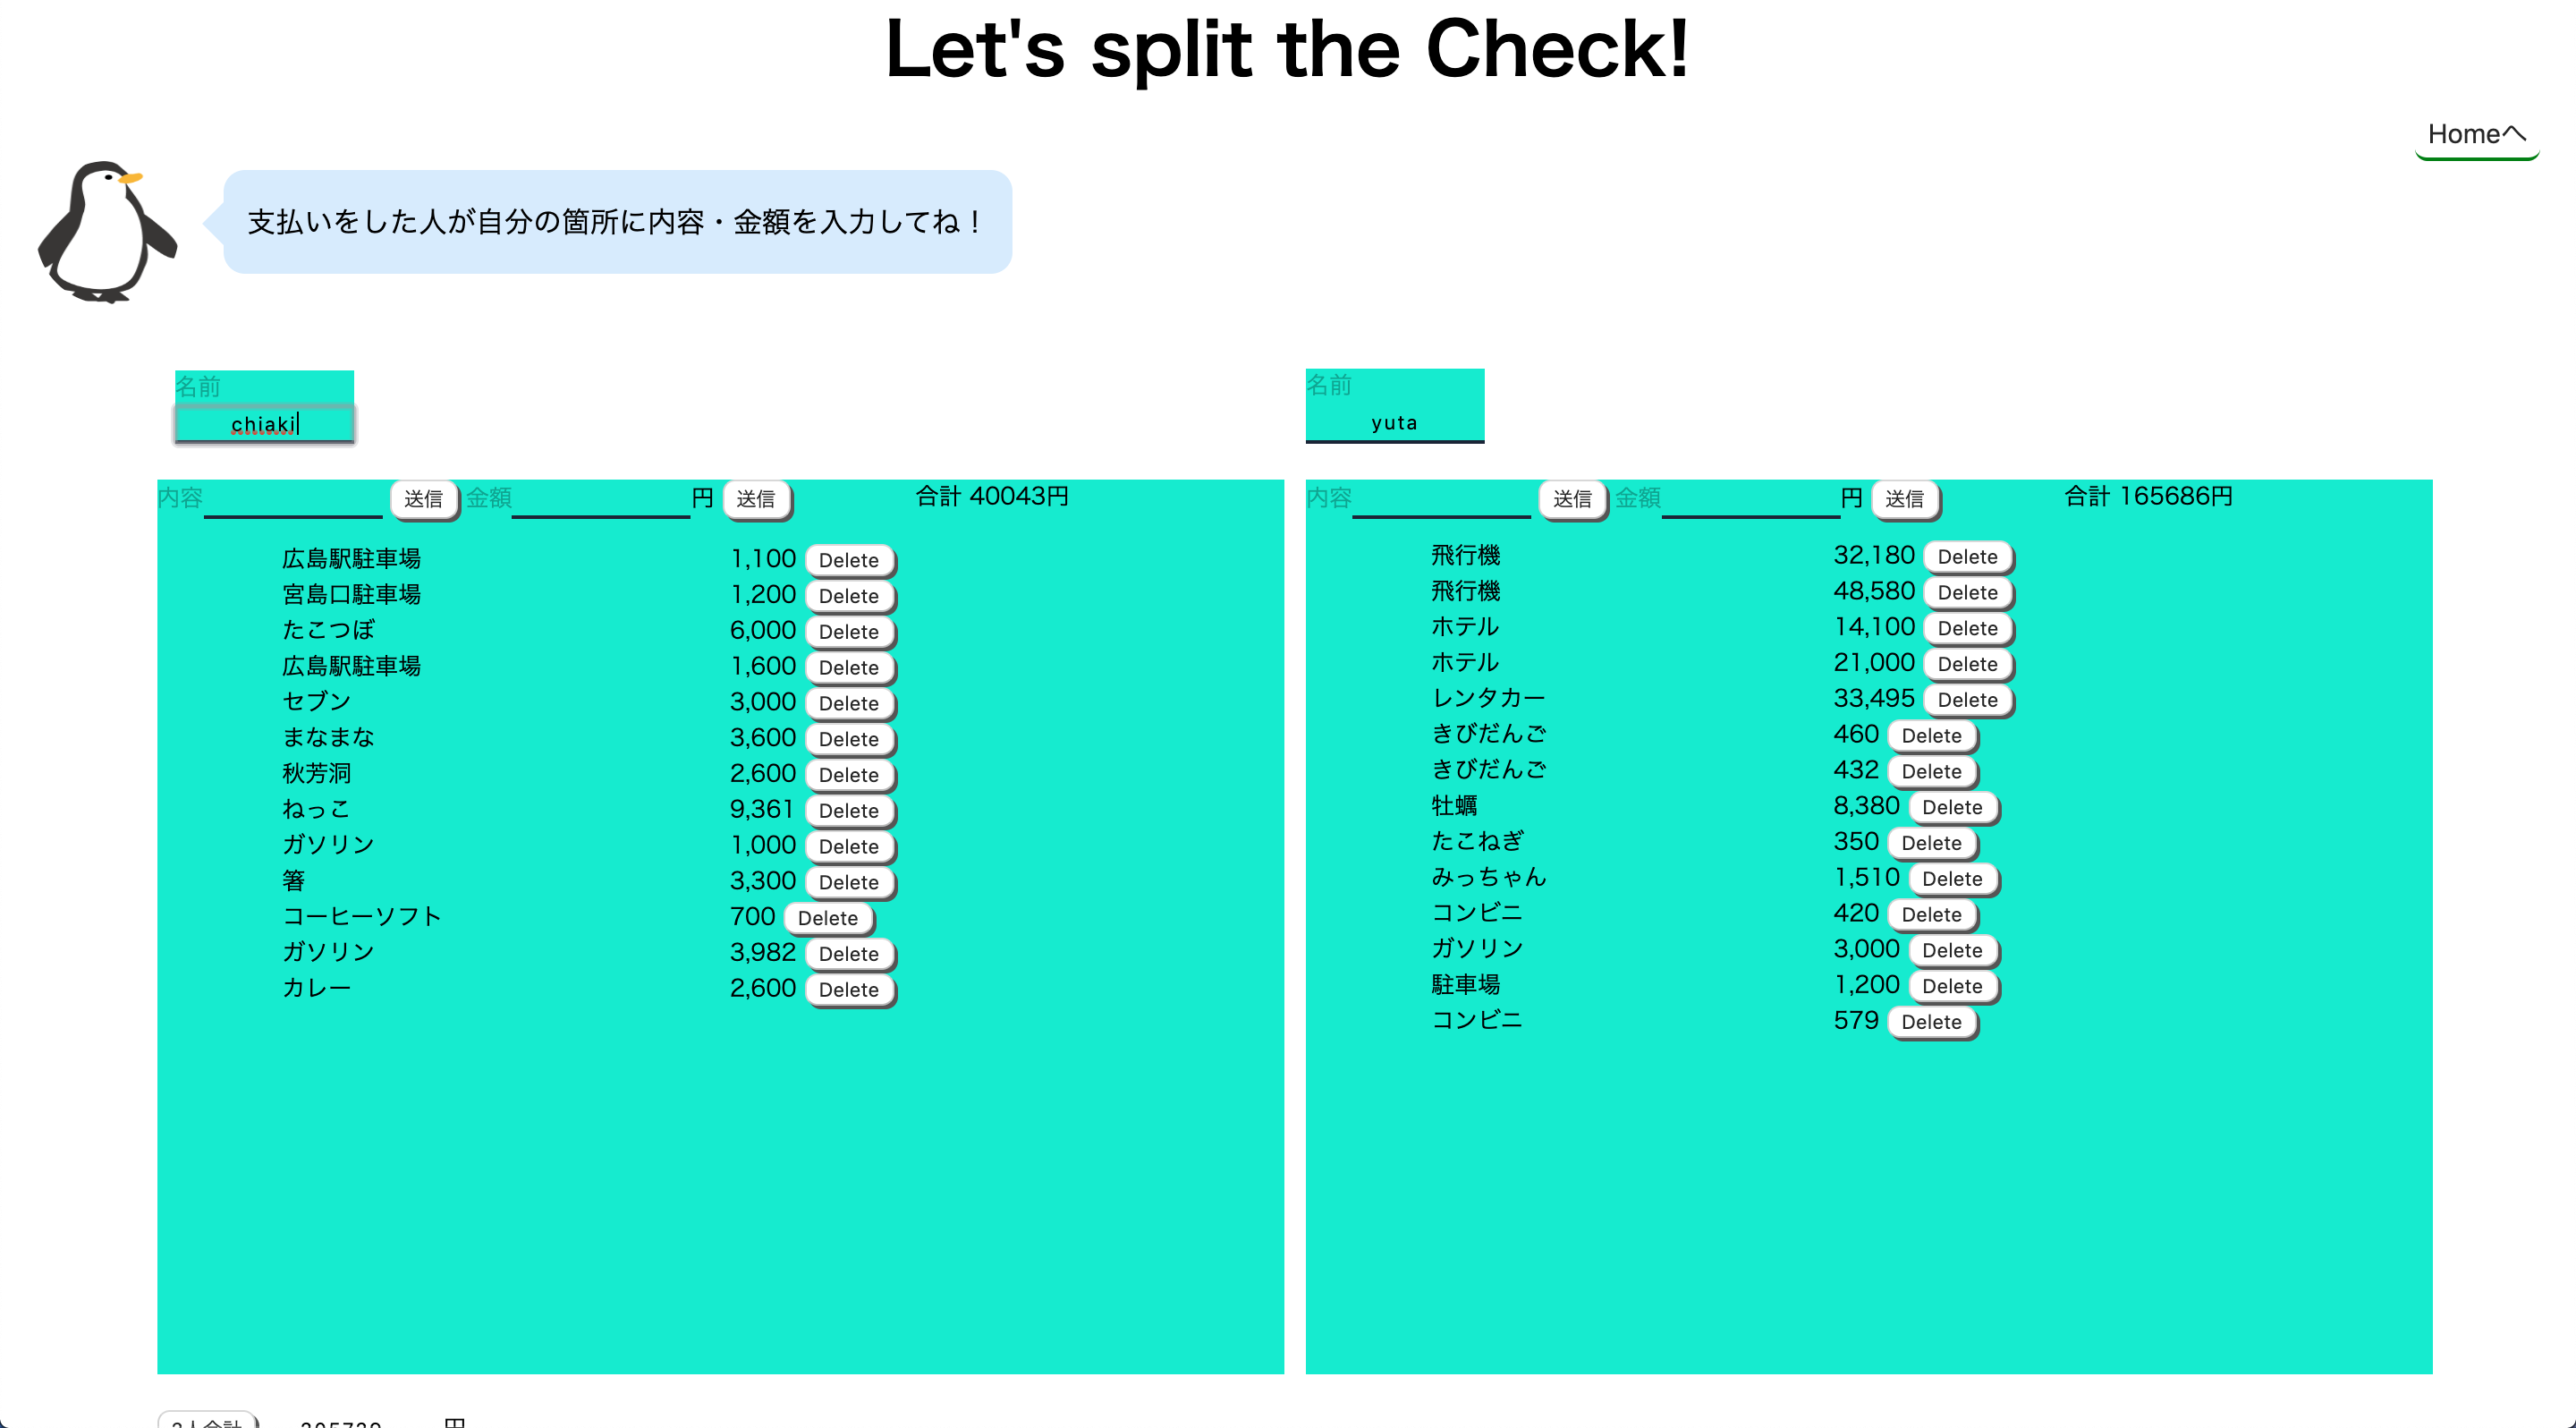 Let's split the Check!
Homeへ
支払いをした人が自分の箇所に内容・金額を入力してね！
名前
chiaki
名前
yuta
内容 送信 金額 円 送信 合計 40043円
広島駅駐車場 1,100 Delete
宮島口駐車場 1,200 Delete
たこつぼ 6,000 Delete
広島駅駐車場 1,600 Delete
セブン 3,000 Delete
まなまな 3,600 Delete
秋芳洞 2,600 Delete
ねっこ 9,361 Delete
ガソリン 1,000 Delete
箸 3,300 Delete
コーヒーソフト 700 Delete
ガソリン 3,982 Delete
カレー 2,600 Delete
内容 送信 金額 円 送信 合計 165686円
飛行機 32,180 Delete
飛行機 48,580 Delete
ホテル 14,100 Delete
ホテル 21,000 Delete
レンタカー 33,495 Delete
きびだんご 460 Delete
きびだんご 432 Delete
牡蠣 8,380 Delete
たこねぎ 350 Delete
みっちゃん 1,510 Delete
コンビニ 420 Delete
ガソリン 3,000 Delete
駐車場 1,200 Delete
コンビニ 579 Delete
2人合計 205729 円